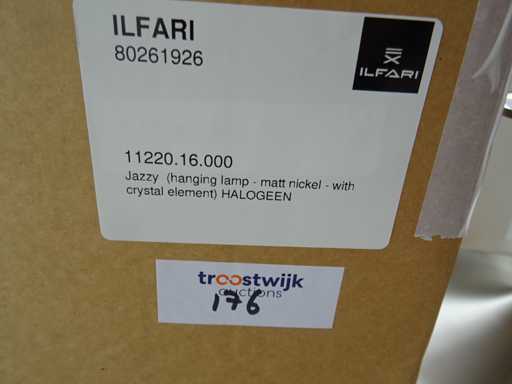 ILFARI
80261926
ILFARI
11220.16.000
Jazzy (hanging lamp - matt nickel - with
crystal element) HALOGEEN
troostwijk
auctions
176